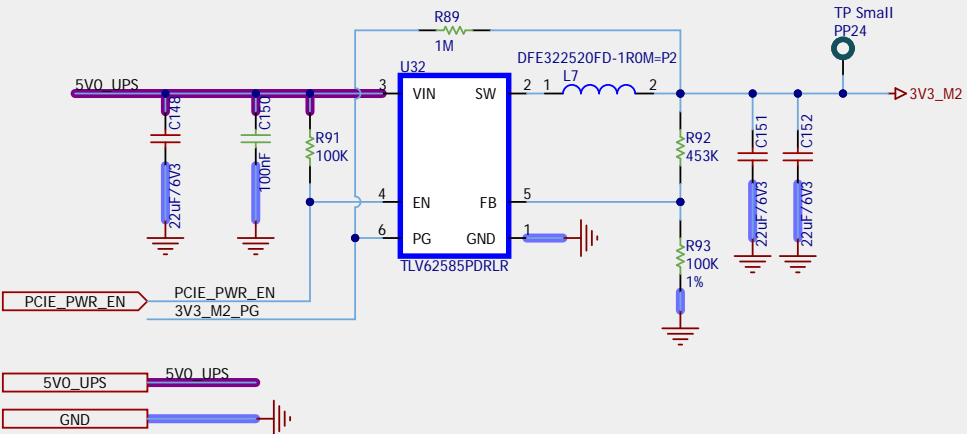 R89
1M
TP Small
PP24
DFE322520FD-1R0M=P2
L7
1
2
U32
5V0_UPS
3
VIN
SW
2
3V3_M2
C148
22uF/6V3
C150
100nF
R91
100K
R92
453K
C151
22uF/6V3
C152
22uF/6V3
4
EN
FB
5
6
PG
GND
1
TLV62585PDRLR
R93
100K
1%
PCIE_PWR_EN
PCIE_PWR_EN
3V3_M2_PG
5V0_UPS
5V0_UPS
GND